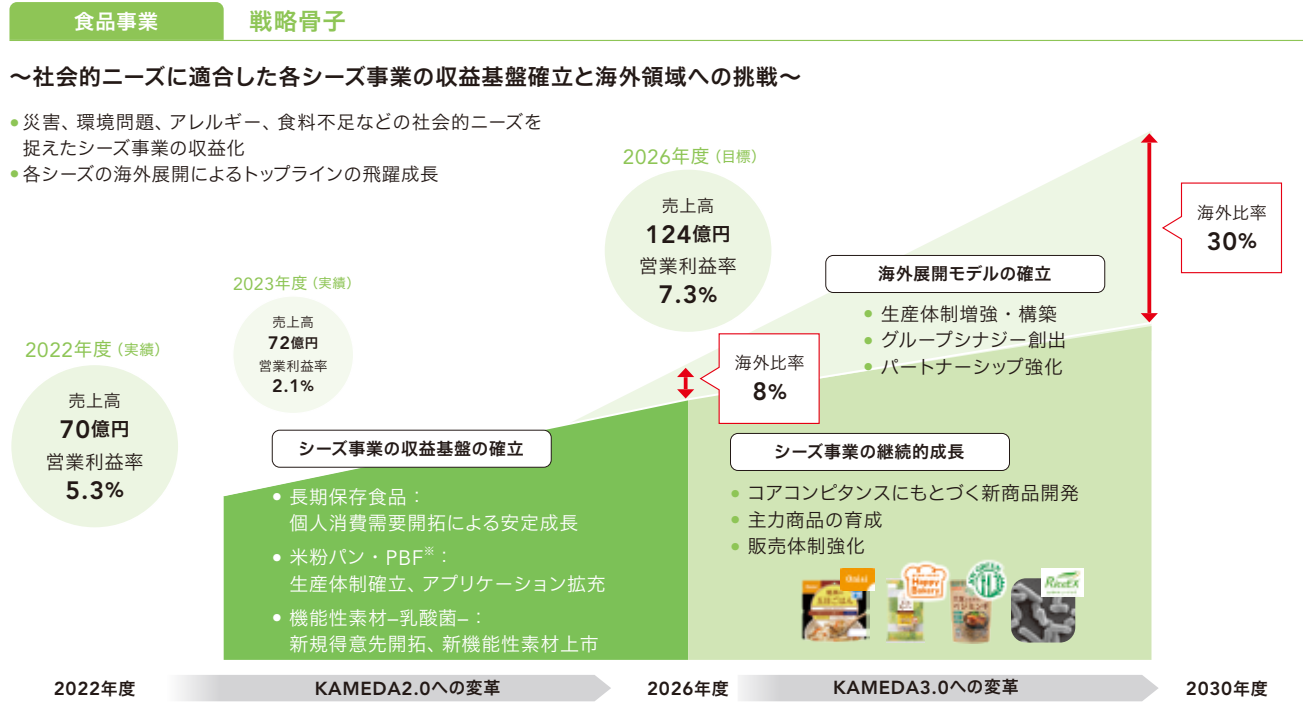 食品事業
戦略骨子
～社会的ニーズに適合した各シーズ事業の収益基盤確立と海外領域への挑戦～
●災害、環境問題、アレルギー、食料不足などの社会的ニーズを
捉えたシーズ事業の収益化
●各シーズの海外展開によるトップラインの飛躍成長
2022年度（実績）
売上高
70億円
営業利益率
5.3%
2023年度（実績）
売上高
72億円
営業利益率
2.1%
2026年度（目標）
売上高
124億円
営業利益率
7.3%
海外比率
8%
海外比率
30%
海外展開モデルの確立
● 生産体制増強・構築
● グループシナジー創出
● パートナーシップ強化
シーズ事業の収益基盤の確立
● 長期保存食品：
個人消費需要開拓による安定成長
● 米粉パン・PBF※：
生産体制確立、アプリケーション拡充
● 機能性素材–乳酸菌–：
新規得意先開拓、新機能性素材上市
シーズ事業の継続的成長
● コアコンピタンスにもとづく新商品開発
● 主力商品の育成
● 販売体制強化
Onisi
Happy
Bakery
RiceEX
2022年度
KAMEDA2.0への変革
2026年度
KAMEDA3.0への変革
2030年度